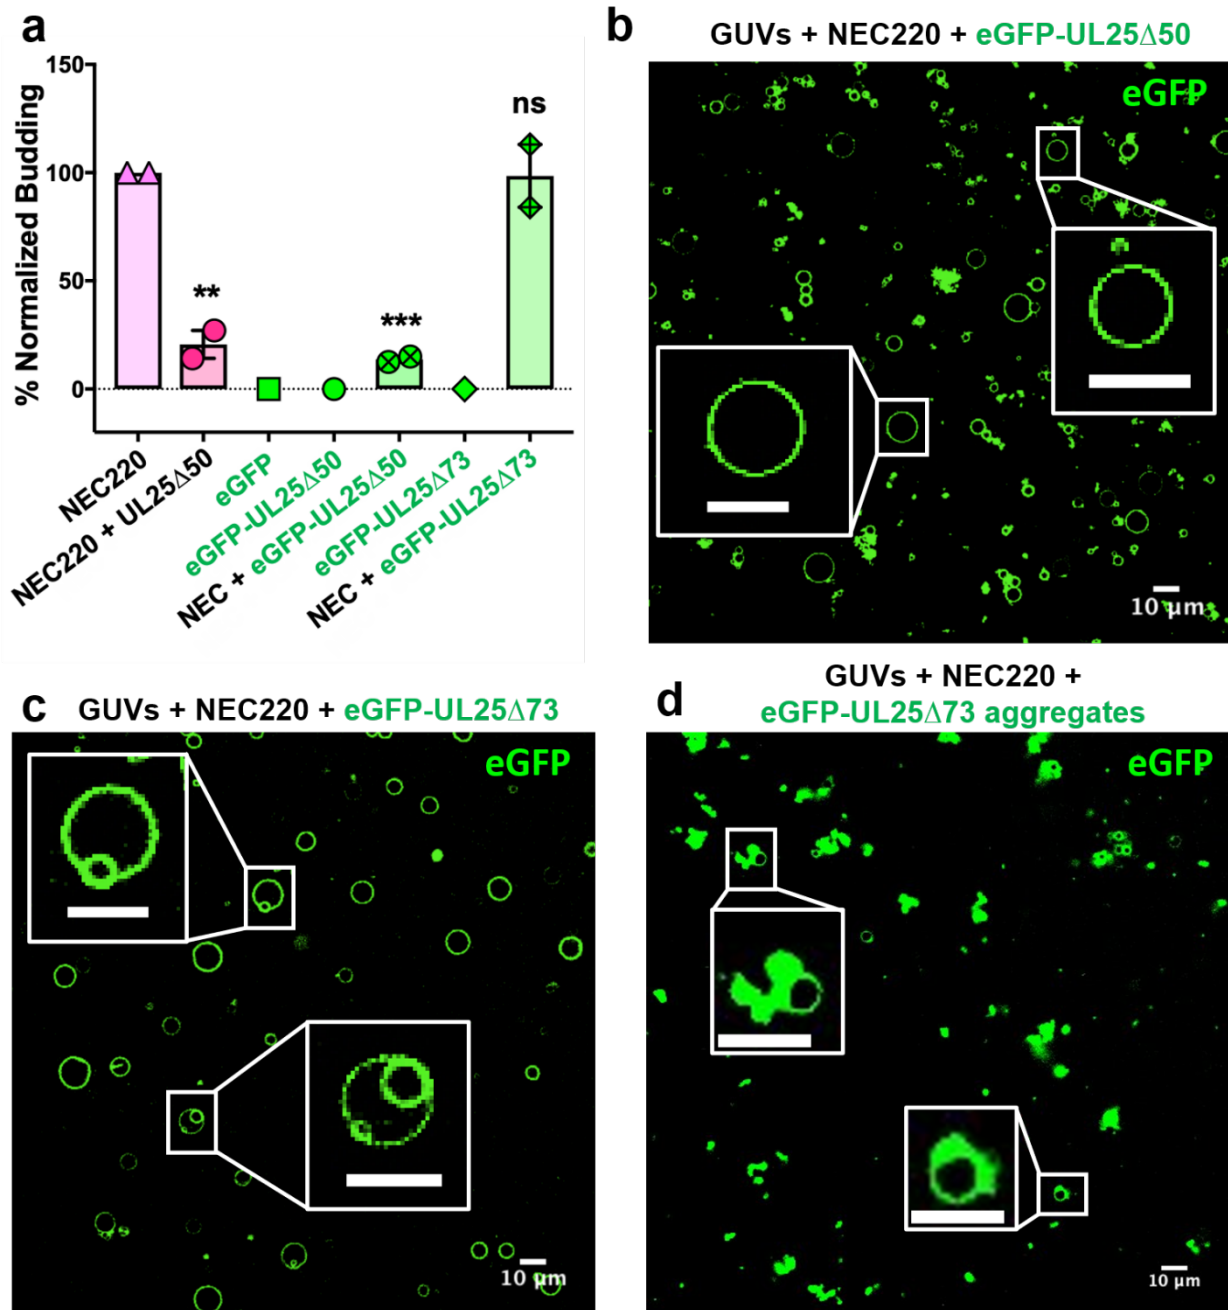 a
% Normalized Budding
150
100
50
0
**
***
ns
NEC220
NEC220 + UL25Δ50
eGFP
eGFP-UL25Δ50
NEC + eGFP-UL25Δ50
eGFP-UL25Δ73
NEC + eGFP-UL25Δ73
b
GUVs + NEC220 + eGFP-UL25Δ50
eGFP
10 µm
c
GUVs + NEC220 + eGFP-UL25Δ73
eGFP
10 µm
d
GUVs + NEC220 +
eGFP-UL25Δ73 aggregates
eGFP
10 µm